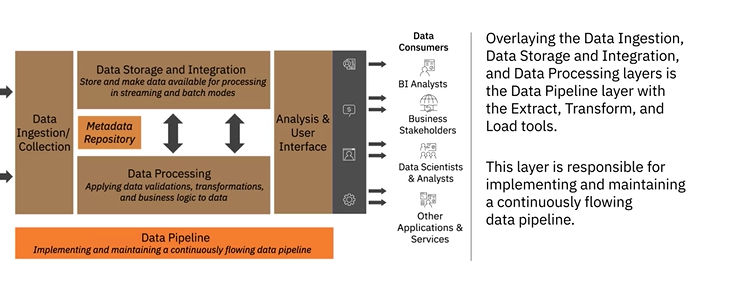 Data Storage and Integration
Store and make data available for processing
in streaming and batch modes
Data
Ingestion/
Collection
Metadata
Repository
Data Processing
Applying data validations, transformations,
and business logic to data
Analysis &
User
Interface
Data
Consumers
BI Analysts
Business
Stakeholders
Data Scientists
& Analysts
Other
Applications &
Services
Data Pipeline
Implementing and maintaining a continuously flowing data pipeline
Overlaying the Data Ingestion,
Data Storage and Integration,
and Data Processing layers is
the Data Pipeline layer with
the Extract, Transform, and
Load tools.
This layer is responsible for
implementing and maintaining
a continuously flowing
data pipeline.